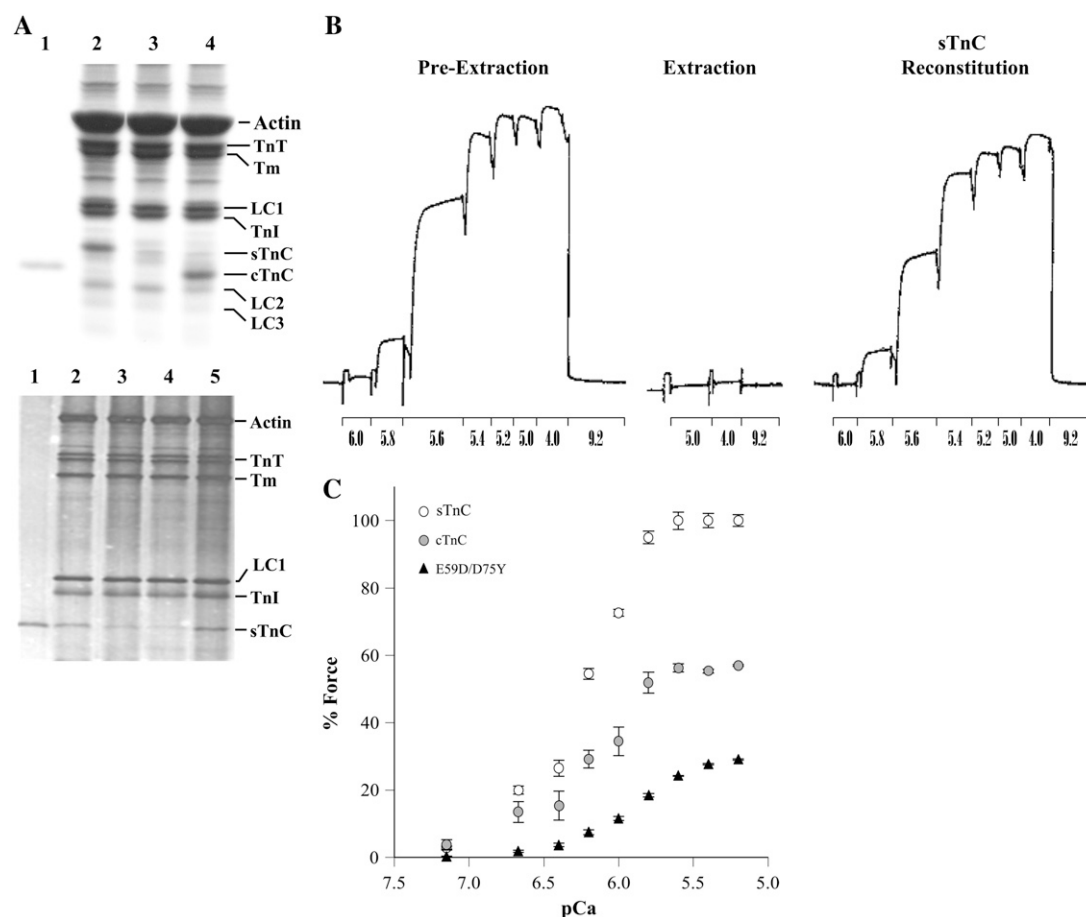 A
1 2 3 4
Actin
TnT
Tm
LC1
TnI
sTnC
cTnC
LC2
LC3
1 2 3 4 5
Actin
TnT
Tm
LC1
TnI
sTnC
B
Pre-Extraction
Extraction
sTnC
Reconstitution
6.0 5.8 5.6 5.4 5.2 5.0 4.0 9.2
5.0 4.0 9.2
6.0 5.8 5.6 5.4 5.2 5.0 4.0 9.2
C
sTnC
cTnC
E59D/D75Y
% Force
100
80
60
40
20
0
7.5 7.0 6.5 6.0 5.5 5.0
pCa